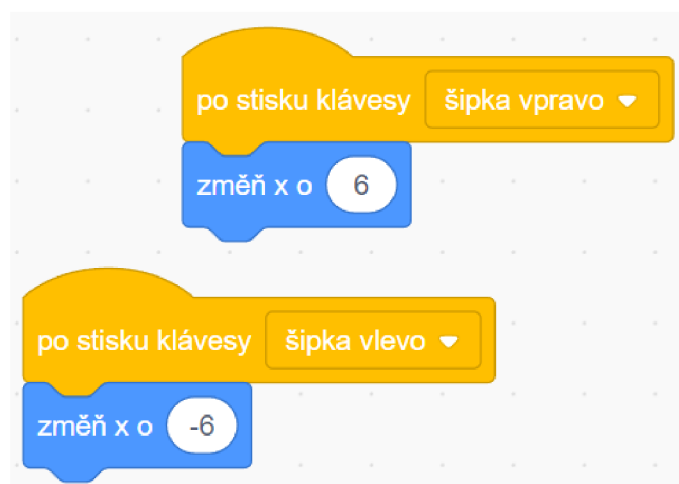 po stisku klávesy šipka vpravo
změň x o 6
po stisku klávesy šipka vlevo
změň x o -6